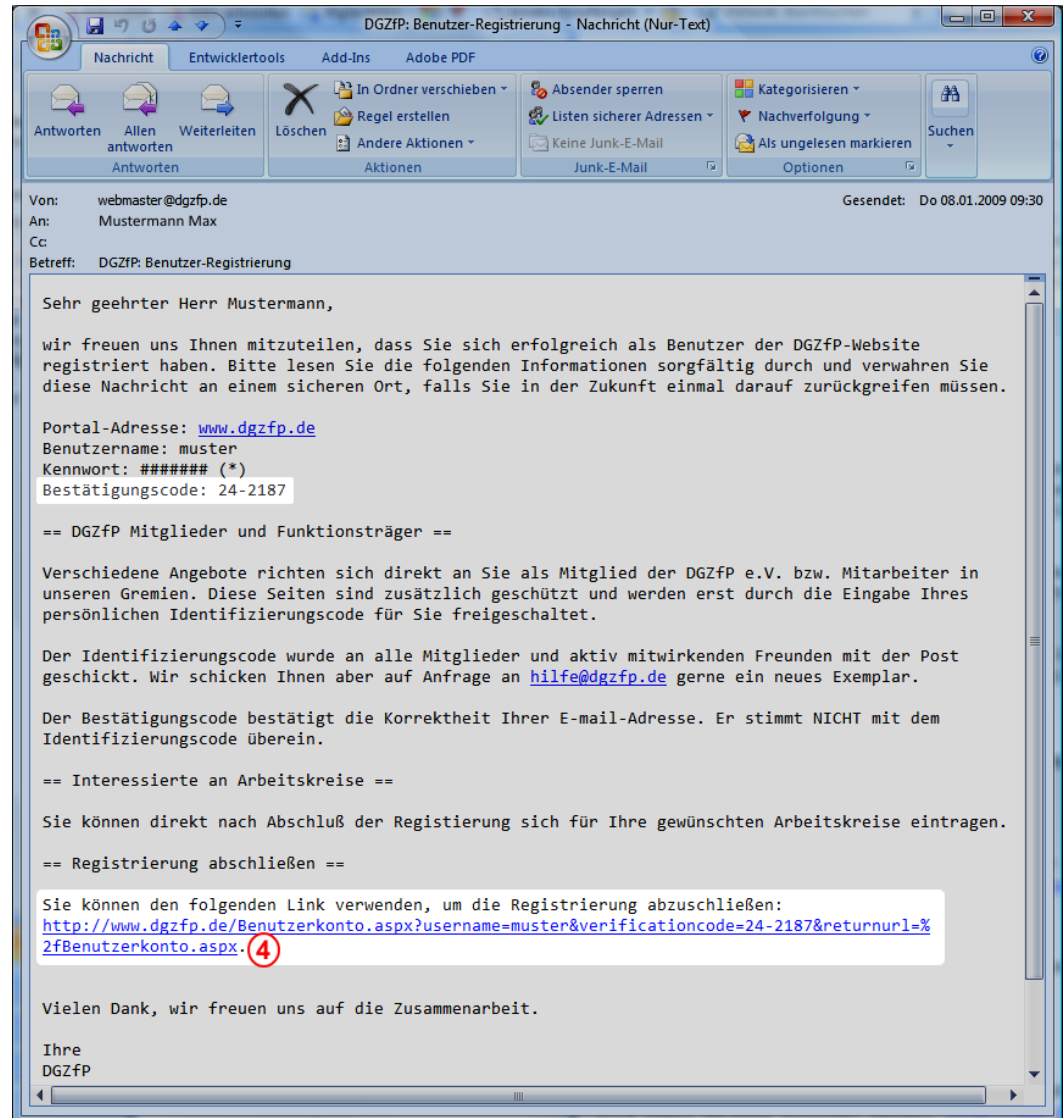 DGZfP: Benutzer-Registrierung - Nachricht (Nur-Text)
Nachricht Entwicklertools Add-Ins Adobe PDF
Antworten
Allen antworten
Weiterleiten
Antworten
Löschen
In Ordner verschieben
Regel erstellen
Andere Aktionen
Aktionen
Absender sperren
Listen sicherer Adressen
Keine Junk-E-Mail
Junk-E-Mail
Kategorisieren
Nachverfolgung
Als ungelesen markieren
Optionen
Suchen
Von: webmaster@dgzfp.de Gesendet: Do 08.01.2009 09:30
An: Mustermann Max
Cc:
Betreff: DGZfP: Benutzer-Registrierung
Sehr geehrter Herr Mustermann,
wir freuen uns Ihnen mitzuteilen, dass Sie sich erfolgreich als Benutzer der DGZfP-Website
registriert haben. Bitte lesen Sie die folgenden Informationen sorgfältig durch und verwahren Sie
diese Nachricht an einem sicheren Ort, falls Sie in der Zukunft einmal darauf zurückgreifen müssen.
Portal-Adresse: www.dgzfp.de
Benutzername: muster
Kennwort: ####### (*)
Bestätigungscode: 24-2187
== DGZfP Mitglieder und Funktionsträger ==
Verschiedene Angebote richten sich direkt an Sie als Mitglied der DGZfP e.V. bzw. Mitarbeiter in
unseren Gremien. Diese Seiten sind zusätzlich geschützt und werden erst durch die Eingabe Ihres
persönlichen Identifizierungscode für Sie freigeschaltet.
Der Identifizierungscode wurde an alle Mitglieder und aktiv mitwirkenden Freunden mit der Post
geschickt. Wir schicken Ihnen aber auf Anfrage an hilfe@dgzfp.de gerne ein neues Exemplar.
Der Bestätigungscode bestätigt die Korrektheit Ihrer E-mail-Adresse. Er stimmt NICHT mit dem
Identifizierungscode überein.
== Interessierte an Arbeitskreise ==
Sie können direkt nach Abschluß der Registierung sich für Ihre gewünschten Arbeitskreise eintragen.
== Registrierung abschließen ==
Sie können den folgenden Link verwenden, um die Registrierung abzuschließen:
http://www.dgzfp.de/Benutzerkonto.aspx?username=muster&verificationcode=24-2187&returnurl=%
2fBenutzerkonto.aspx. 4
Vielen Dank, wir freuen uns auf die Zusammenarbeit.
Ihre
DGZfP